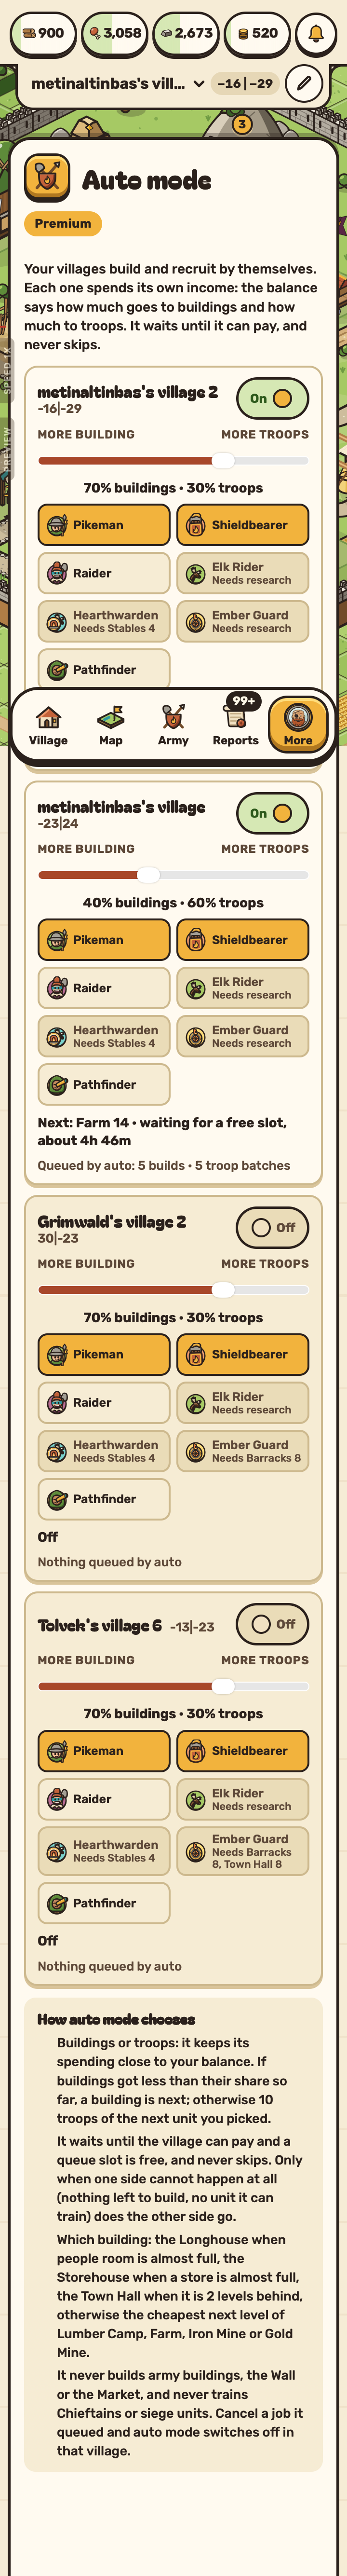 900
3,058
2,673
520
metinaltinbas's vill...
−16 | −29
3
Auto mode
Premium
Your villages build and recruit by themselves.
Each one spends its own income: the balance
says how much goes to buildings and how
much to troops. It waits until it can pay, and
never skips.
SPEED 1X
PREVIEW
metinaltinbas's village 2
-16|-29
On
MORE BUILDING
MORE TROOPS
70% buildings • 30% troops
Pikeman
Shieldbearer
Raider
Elk Rider
Needs research
Hearthwarden
Needs Stables 4
Ember Guard
Needs research
Pathfinder
Village
Map
Army
99+
Reports
More
metinaltinbas's village
-23|24
On
MORE BUILDING
MORE TROOPS
40% buildings • 60% troops
Pikeman
Shieldbearer
Raider
Elk Rider
Needs research
Hearthwarden
Needs Stables 4
Ember Guard
Needs research
Pathfinder
Next: Farm 14 • waiting for a free slot,
about 4h 46m
Queued by auto: 5 builds • 5 troop batches
Grimwald's village 2
30|-23
Off
MORE BUILDING
MORE TROOPS
70% buildings • 30% troops
Pikeman
Shieldbearer
Raider
Elk Rider
Needs research
Hearthwarden
Needs Stables 4
Ember Guard
Needs Barracks 8
Pathfinder
Off
Nothing queued by auto
Tolvek's village 6 -13|-23
Off
MORE BUILDING
MORE TROOPS
70% buildings • 30% troops
Pikeman
Shieldbearer
Raider
Elk Rider
Needs research
Hearthwarden
Needs Stables 4
Ember Guard
Needs Barracks
8, Town Hall 8
Pathfinder
Off
Nothing queued by auto
How auto mode chooses
Buildings or troops: it keeps its
spending close to your balance. If
buildings got less than their share so
far, a building is next; otherwise 10
troops of the next unit you picked.
It waits until the village can pay and a
queue slot is free, and never skips. Only
when one side cannot happen at all
(nothing left to build, no unit it can
train) does the other side go.
Which building: the Longhouse when
people room is almost full, the
Storehouse when a store is almost full,
the Town Hall when it is 2 levels behind,
otherwise the cheapest next level of
Lumber Camp, Farm, Iron Mine or Gold
Mine.
It never builds army buildings, the Wall
or the Market, and never trains
Chieftains or siege units. Cancel a job it
queued and auto mode switches off in
that village.